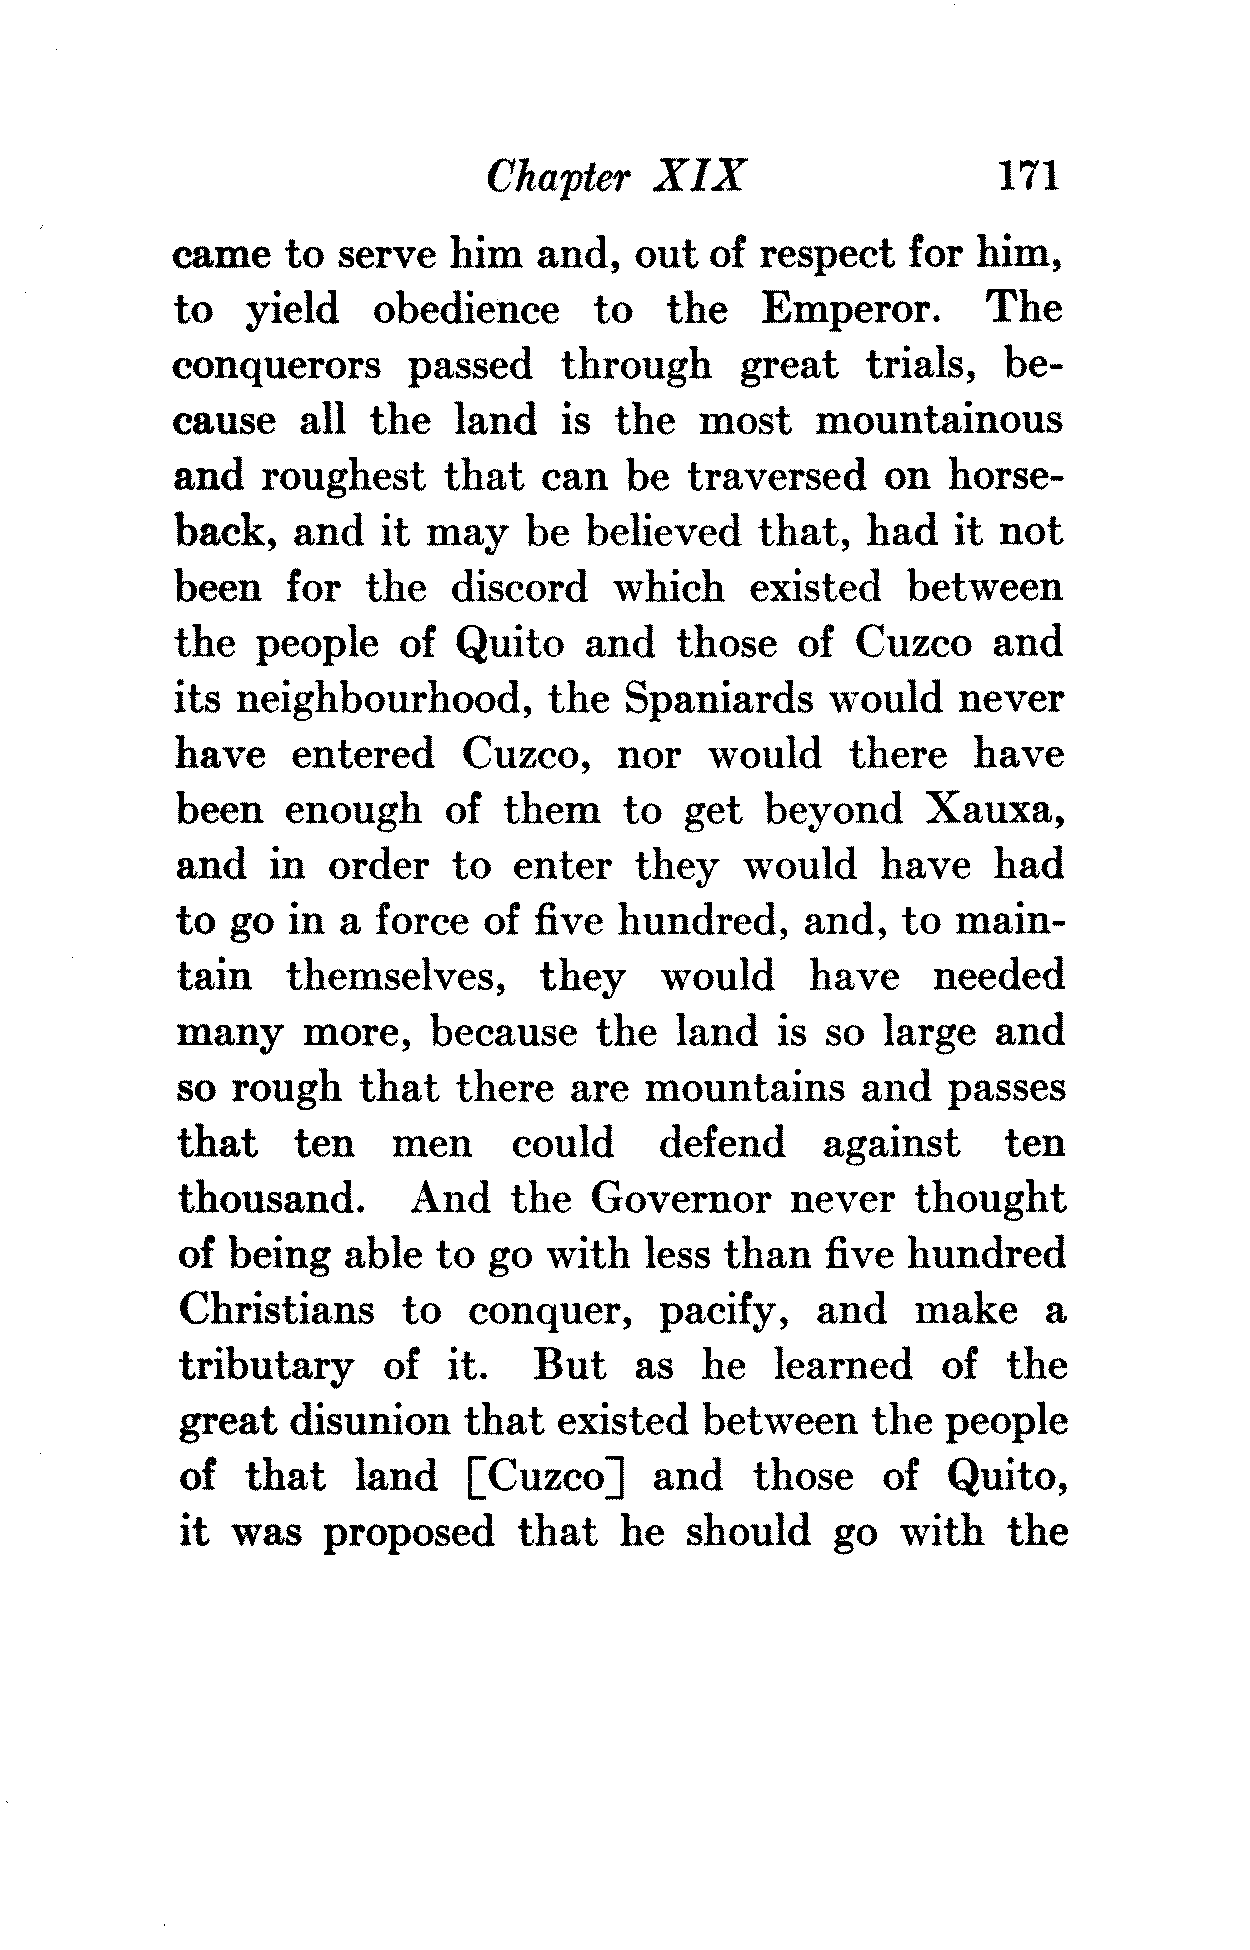 Chapter XIX 171
came to serve him and, out of respect for him,
to yield obedience to the Emperor. The
conquerors passed through great trials, be-
cause all the land is the most mountainous
and roughest that can be traversed on horse-
back, and it may be believed that, had it not
been for the discord which existed between
the people of Quito and those of Cuzco and
its neighbourhood, the Spaniards would never
have entered Cuzco, nor would there have
been enough of them to get beyond Xauxa,
and in order to enter they would have had
to go in a force of five hundred, and, to main-
tain themselves, they would have needed
many more, because the land is so large and
so rough that there are mountains and passes
that ten men could defend against ten
thousand. And the Governor never thought
of being able to go with less than five hundred
Christians to conquer, pacify, and make a
tributary of it. But as he learned of the
great disunion that existed between the people
of that land [Cuzco] and those of Quito,
it was proposed that he should go with the